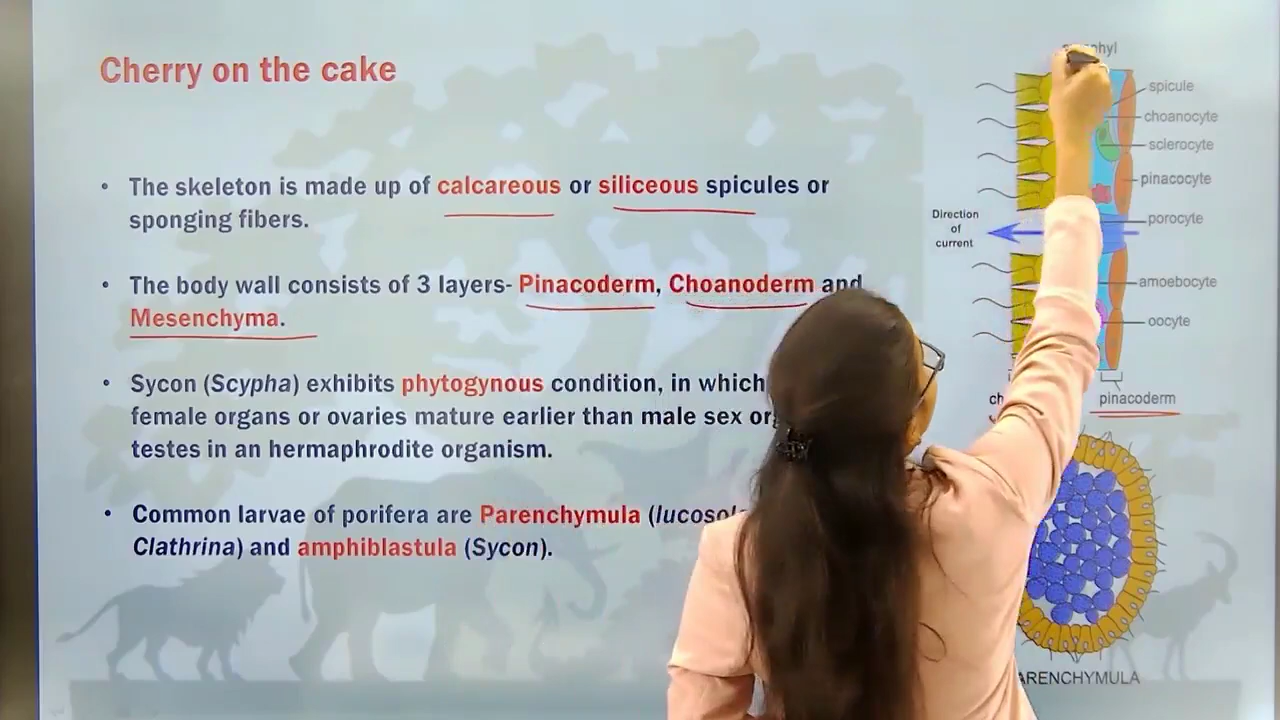 Cherry on the cake
• The skeleton is made up of calcareous or siliceous spicules or
sponging fibers.
• The body wall consists of 3 layers- Pinacoderm, Choanoderm and
Mesenchyma.
• Sycon (Scypha) exhibits phytogynous condition, in which
female organs or ovaries mature earlier than male sex
testes in an hermaphrodite organism.
• Common larvae of porifera are Parenchymula
Clathrina) and amphiblastula (Sycon).
spicule
choanocyte
sclerocyte
pinacocyte
porocyte
Direction
of
current
amoebocyte
oocyte
pinacoderm